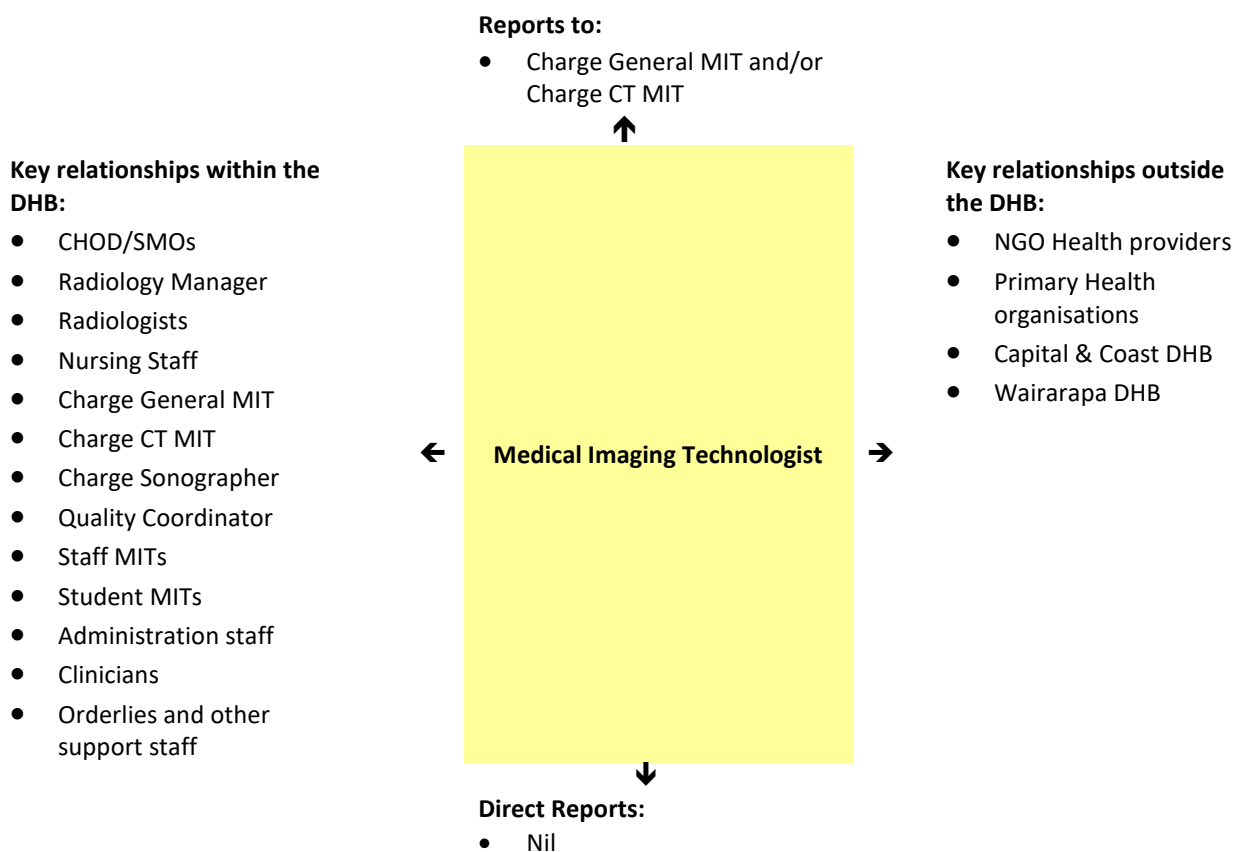 Reports to:
• Charge General MIT and/or
Charge CT MIT
Key relationships within the
DHB:
• CHOD/SMOs
• Radiology Manager
• Radiologists
• Nursing Staff
• Charge General MIT
• Charge CT MIT
• Charge Sonographer
• Quality Coordinator
• Staff MITs
• Student MITs
• Administration staff
• Clinicians
• Orderlies and other
support staff
Medical Imaging Technologist
Key relationships outside
the DHB:
• NGO Health providers
• Primary Health
organisations
• Capital & Coast DHB
• Wairarapa DHB
Direct Reports:
• Nil